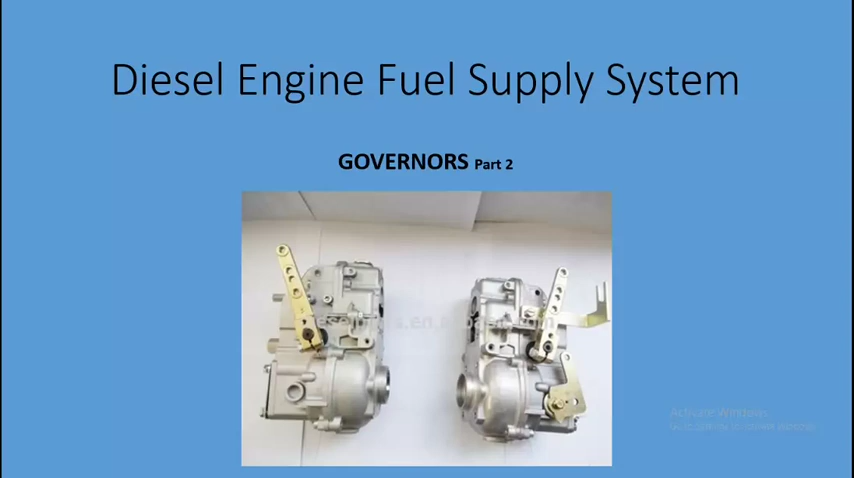 Diesel Engine Fuel Supply System
GOVERNORS Part 2
Activate Windows